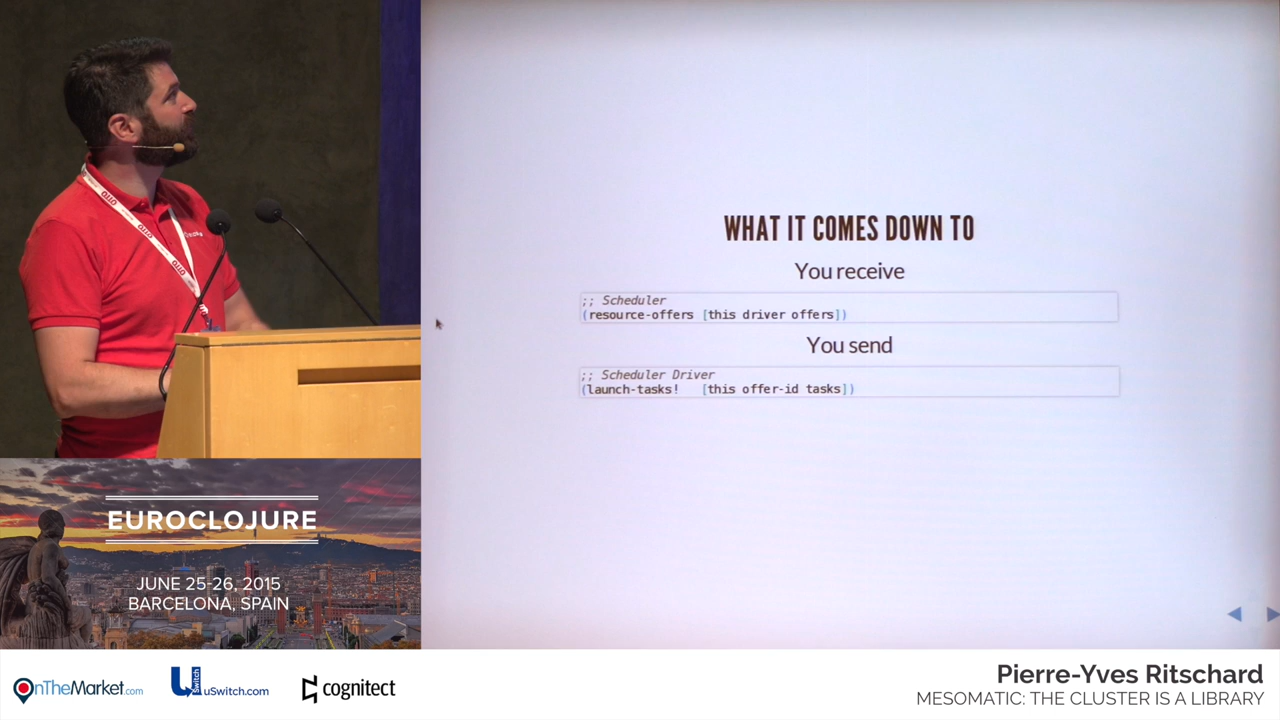 WHAT IT COMES DOWN TO
You receive
;; Scheduler
(resource-offers [this driver offers])
You send
;; Scheduler Driver
(launch-tasks!   [this offer-id tasks])
EUROCLOJURE
JUNE 25-26, 2015
BARCELONA, SPAIN
OnTheMarket.com
USwitch
uSwitch.com
cognitect
Pierre-Yves Ritschard
MESOMATIC: THE CLUSTER IS A LIBRARY